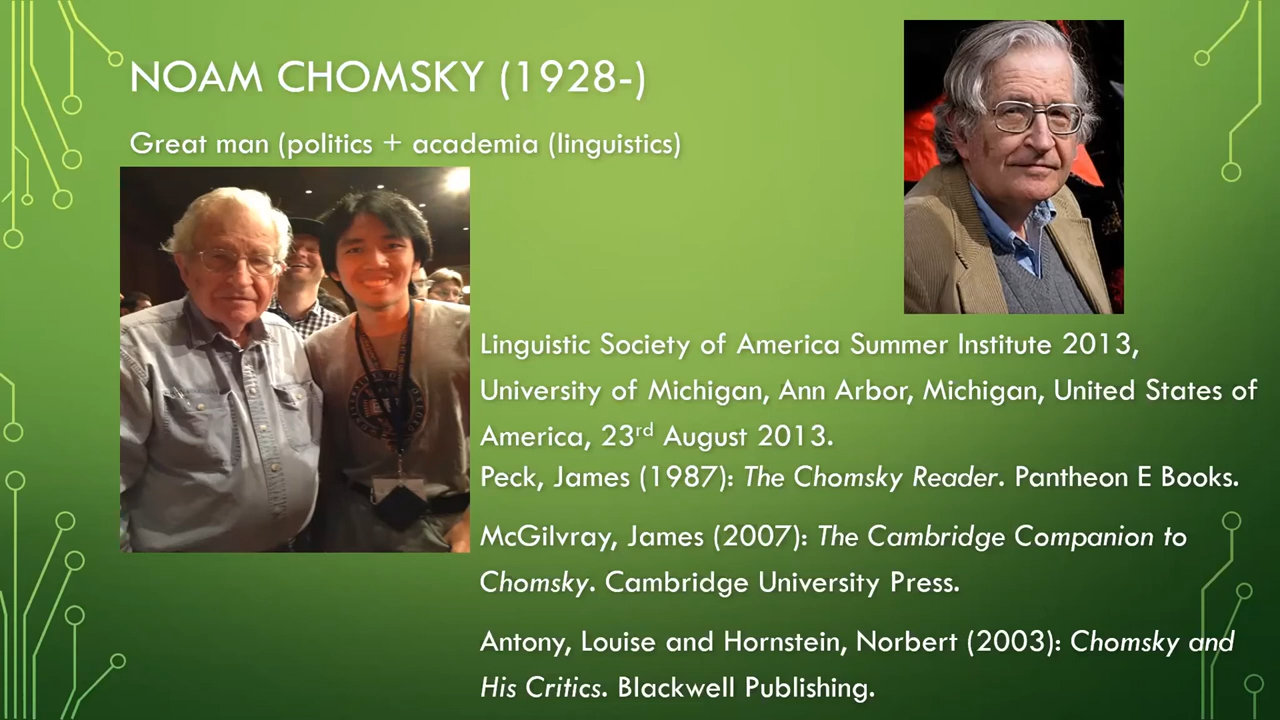 NOAM CHOMSKY (1928-)
Great man (politics + academia (linguistics)
Linguistic Society of America Summer Institute 2013,
University of Michigan, Ann Arbor, Michigan, United States of
America, 23rd August 2013.
Peck, James (1987): The Chomsky Reader. Pantheon E Books.
McGilvray, James (2007): The Cambridge Companion to
Chomsky. Cambridge University Press.
Antony, Louise and Hornstein, Norbert (2003): Chomsky and
His Critics. Blackwell Publishing.